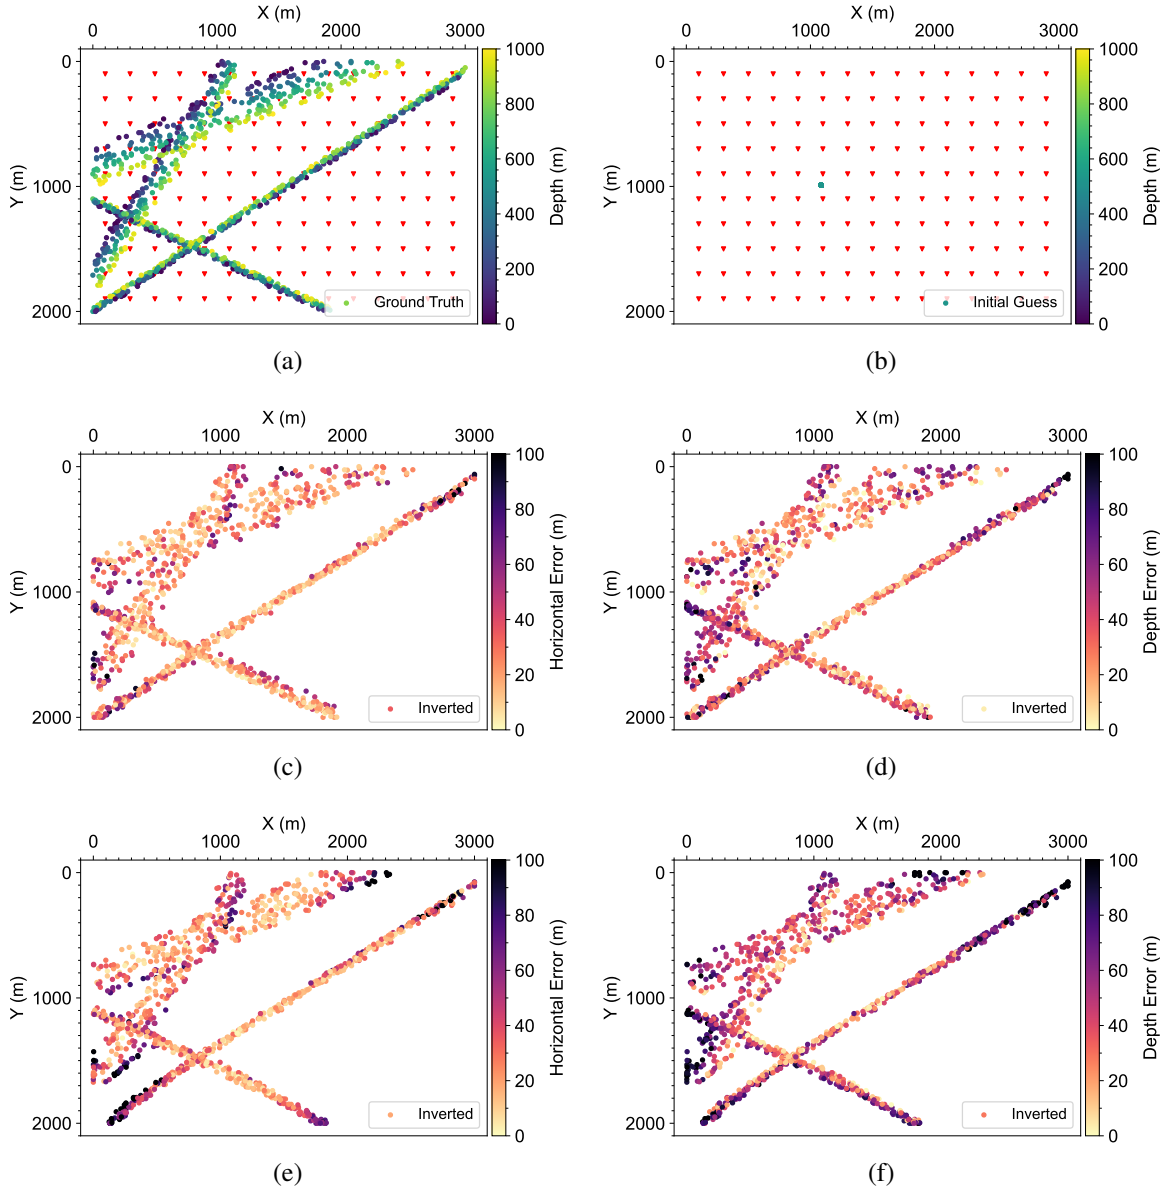 X (m)
0 1000 2000 3000
0
1000
2000
Y (m)
Ground Truth
1000
800
600
400
200
0
Depth (m)
(a)
X (m)
0 1000 2000 3000
0
1000
2000
Y (m)
Initial Guess
1000
800
600
400
200
0
Depth (m)
(b)
X (m)
0 1000 2000 3000
0
1000
2000
Y (m)
Inverted
100
80
60
40
20
0
Horizontal Error (m)
(c)
X (m)
0 1000 2000 3000
0
1000
2000
Y (m)
Inverted
100
80
60
40
20
0
Depth Error (m)
(d)
X (m)
0 1000 2000 3000
0
1000
2000
Y (m)
Inverted
100
80
60
40
20
0
Horizontal Error (m)
(e)
X (m)
0 1000 2000 3000
0
1000
2000
Y (m)
Inverted
100
80
60
40
20
0
Depth Error (m)
(f)